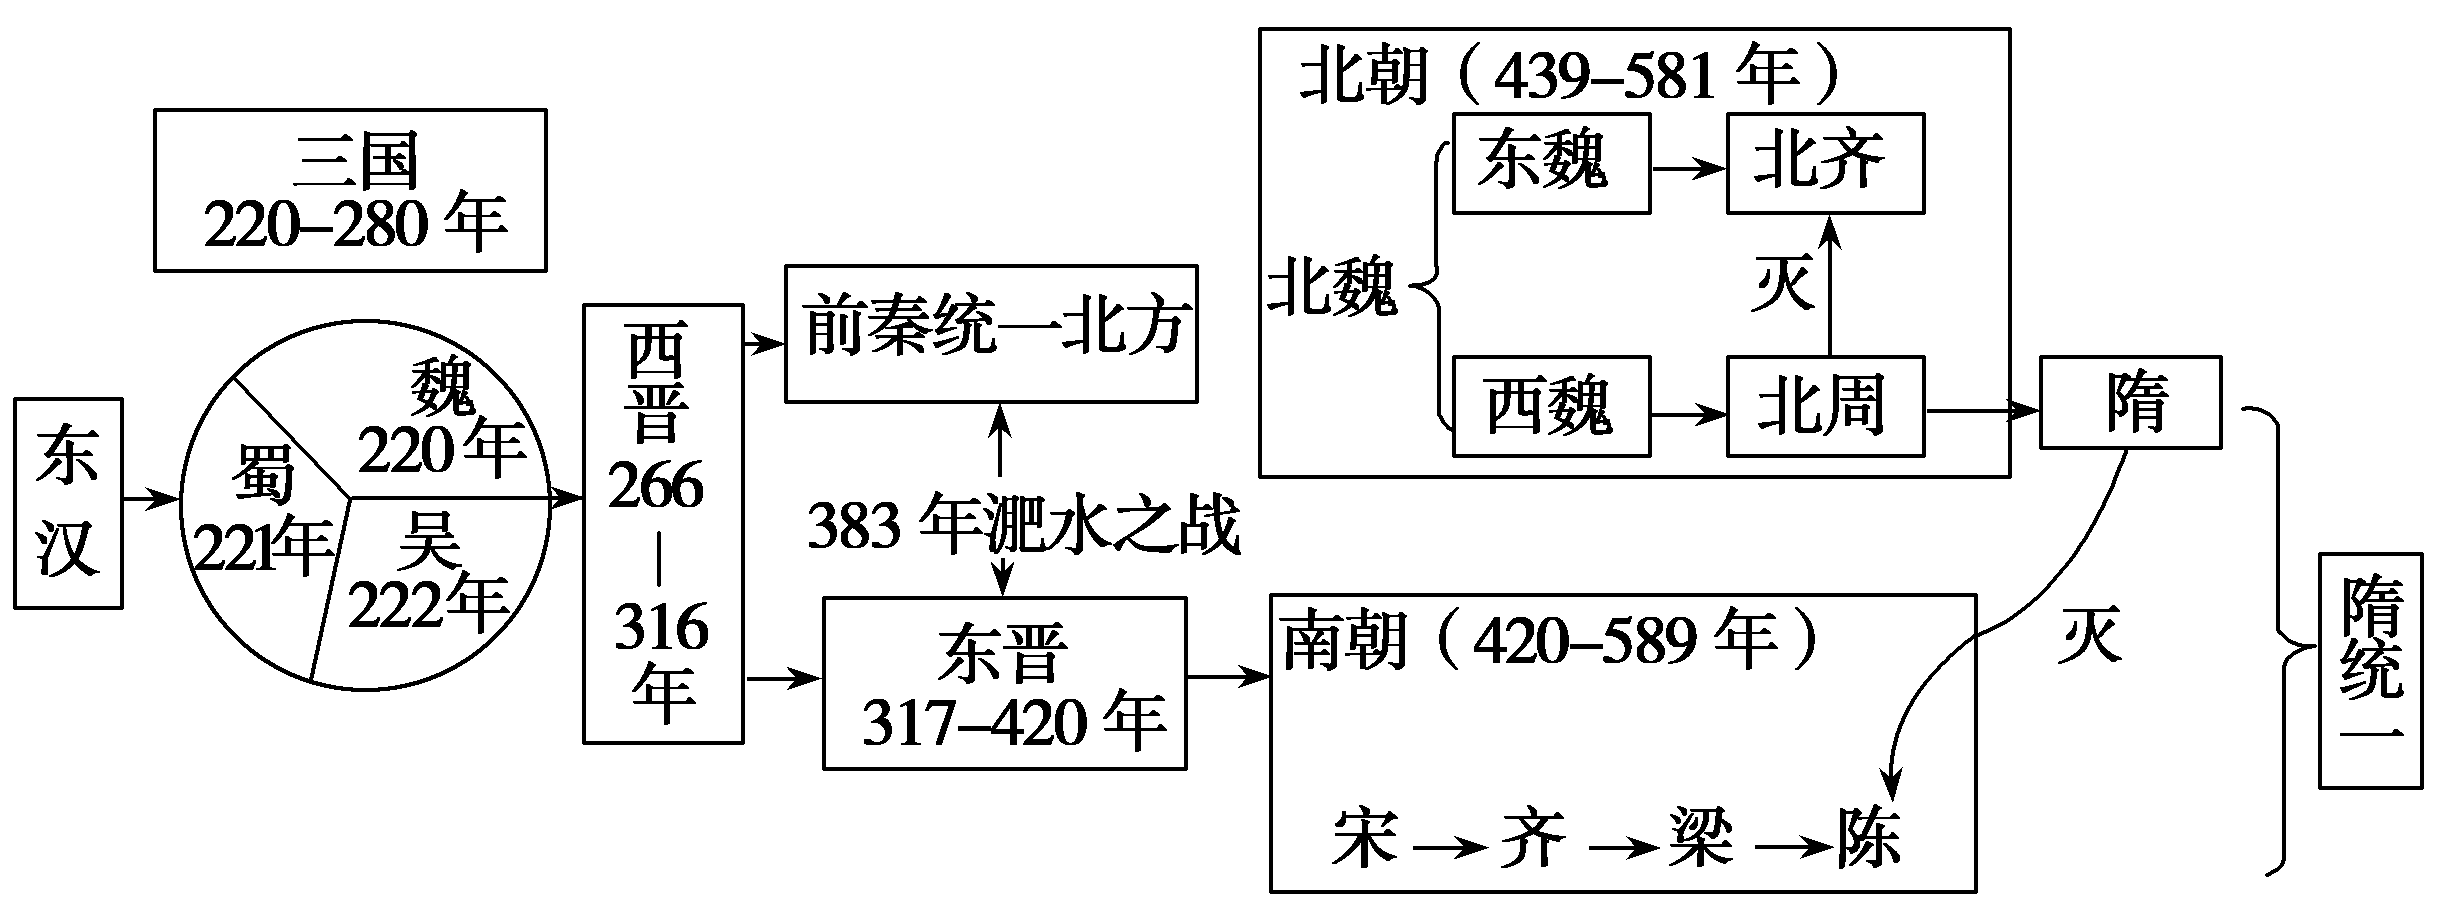 东
汉
三国
220–280 年
魏
220年
蜀
221年
吴
222年
西
晋
266
—
316
年
前秦统一北方
383 年淝水之战
东晋
317–420 年
北朝（439–581 年）
北魏
东魏
北齐
灭
西魏
北周
南朝（420–589 年）
宋
齐
梁
陈
隋
灭
隋
统
一